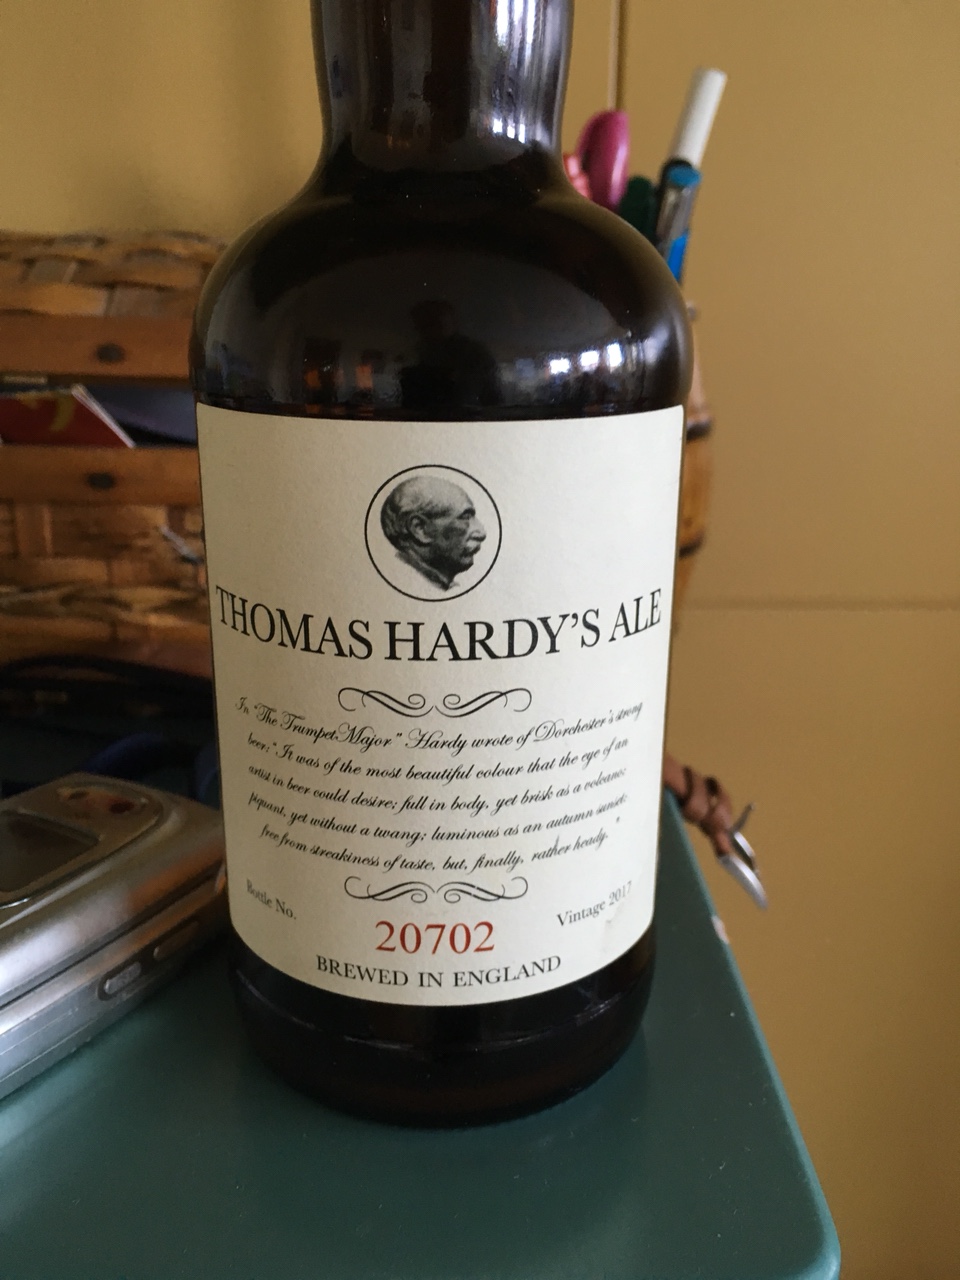 THOMAS HARDY'S ALE
In "The Trumpet Major" Hardy wrote of Dorchester's strong
beer: "It was of the most beautiful colour that the eye of an
artist in beer could desire; full in body, yet brisk as a volcano;
piquant, yet without a twang; luminous as an autumn sunset;
free from streakiness of taste, but, finally, rather heady."
Bottle No.
20702
Vintage 2017
BREWED IN ENGLAND